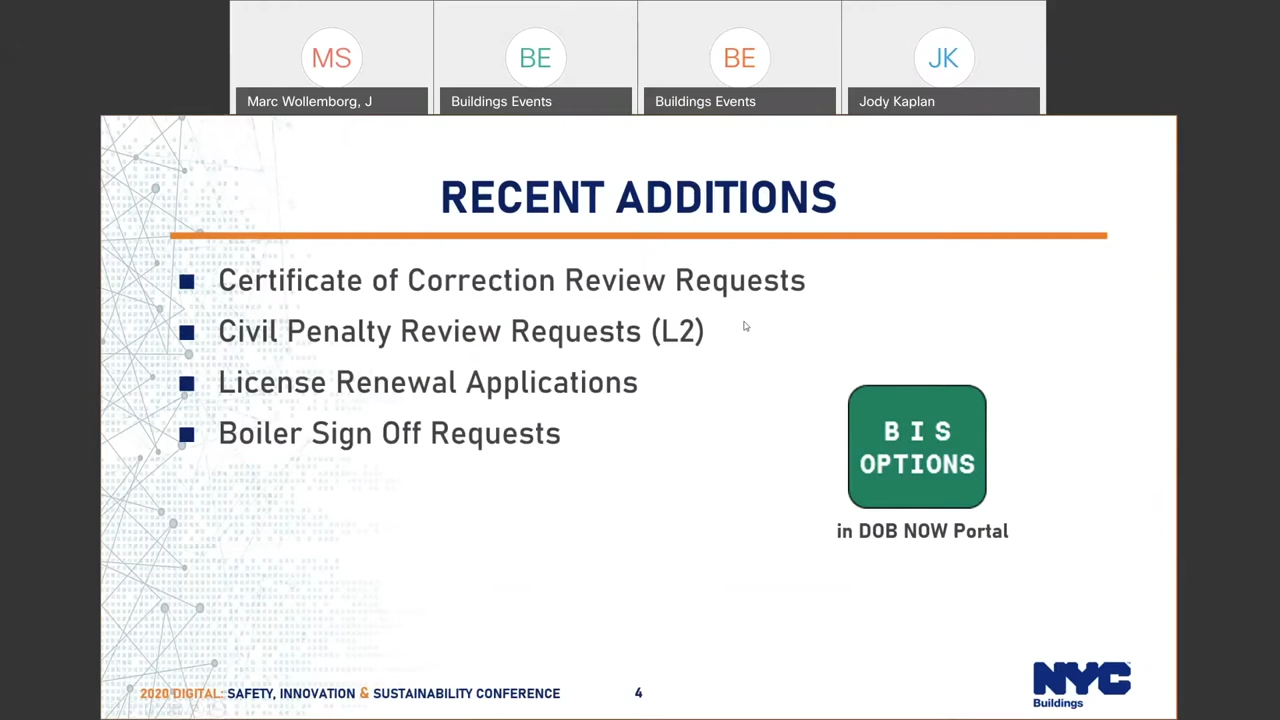 MS
BE
BE
JK
Marc Wollemborg, J
Buildings Events
Buildings Events
Jody Kaplan
RECENT ADDITIONS
Certificate of Correction Review Requests
Civil Penalty Review Requests (L2)
License Renewal Applications
Boiler Sign Off Requests
BIS
OPTIONS
in DOB NOW Portal
2020 DIGITAL: SAFETY, INNOVATION & SUSTAINABILITY CONFERENCE
4
NYC
Buildings